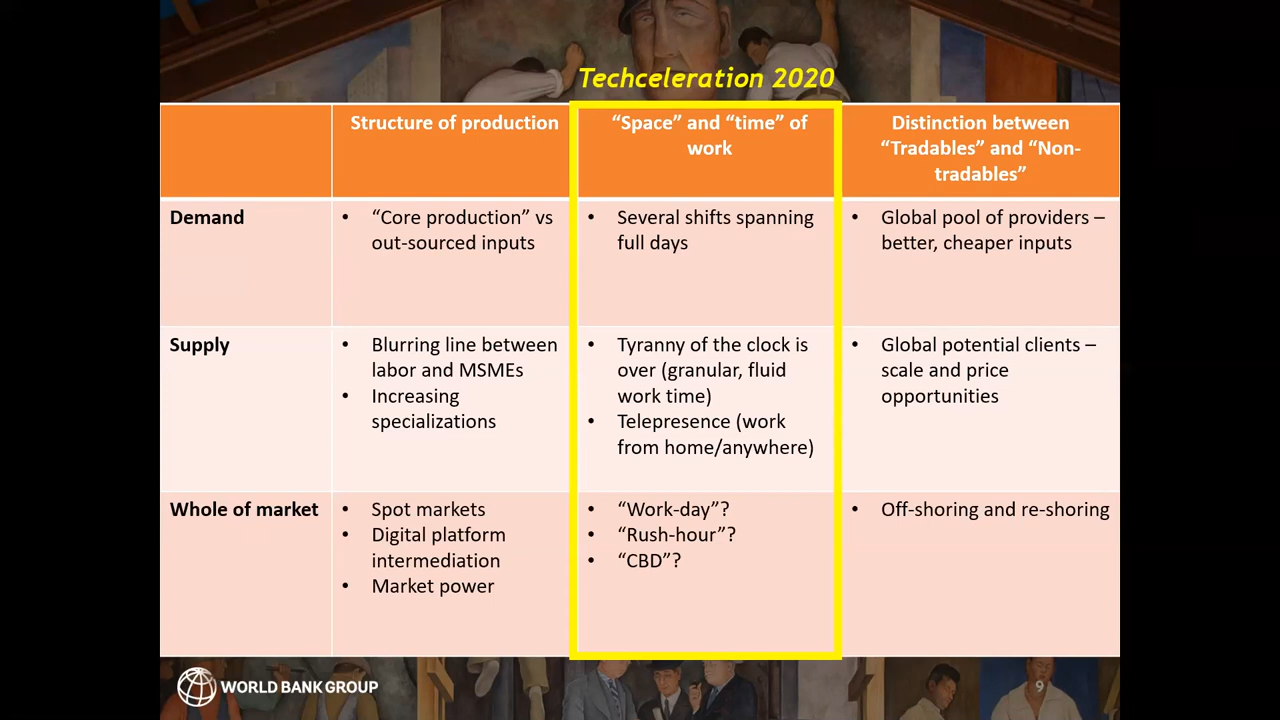 Techceleration 2020
Structure of production
“Space” and “time” of
work
Distinction between
“Tradables” and “Non-
tradables”
Demand
• “Core production” vs
out-sourced inputs
• Several shifts spanning
full days
• Global pool of providers –
better, cheaper inputs
Supply
• Blurring line between
labor and MSMEs
• Increasing
specializations
• Tyranny of the clock is
over (granular, fluid
work time)
• Telepresence (work
from home/anywhere)
• Global potential clients –
scale and price
opportunities
Whole of market
• Spot markets
• Digital platform
intermediation
• Market power
• “Work-day”?
• “Rush-hour”?
• “CBD”?
• Off-shoring and re-shoring
WORLD BANK GROUP
9